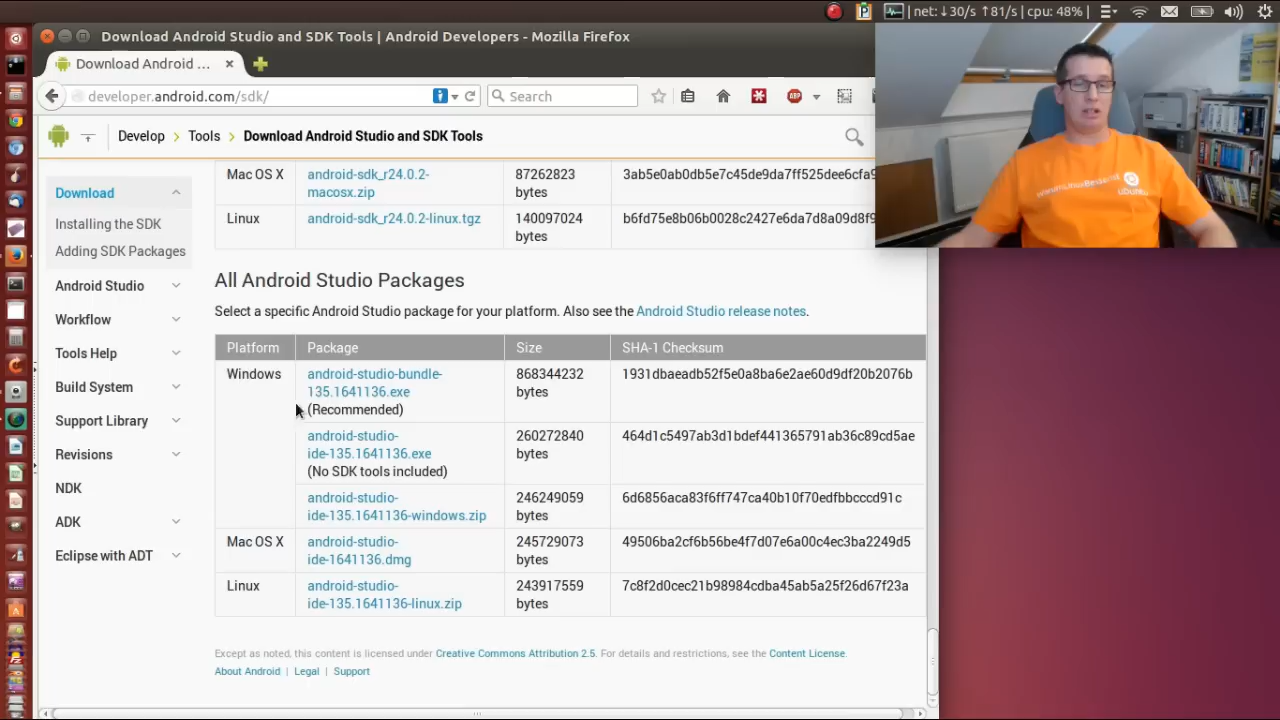 net: ↓30/s ↑81/s | cpu: 48%
Download Android Studio and SDK Tools | Android Developers - Mozilla Firefox
Download Android ...
developer.android.com/sdk/
Search
ABP
Develop > Tools > Download Android Studio and SDK Tools
Download
Installing the SDK
Adding SDK Packages
Android Studio
Workflow
Tools Help
Build System
Support Library
Revisions
NDK
ADK
Eclipse with ADT
Mac OS X
android-sdk_r24.0.2-
macosx.zip
87262823
bytes
3ab5e0ab0db5e7c45de9da7ff525dee6cfa9
Linux
android-sdk_r24.0.2-linux.tgz
140097024
bytes
b6fd75e8b06b0028c2427e6da7d8a09d8f9
All Android Studio Packages
Select a specific Android Studio package for your platform. Also see the Android Studio release notes.
Platform Package Size SHA-1 Checksum
Windows
android-studio-bundle-
135.1641136.exe
(Recommended)
868344232
bytes
1931dbaeadb52f5e0a8ba6e2ae60d9df20b2076b
android-studio-
ide-135.1641136.exe
(No SDK tools included)
260272840
bytes
464d1c5497ab3d1bdef441365791ab36c89cd5ae
android-studio-
ide-135.1641136-windows.zip
246249059
bytes
6d6856aca83f6ff747ca40b10f70edfbbcccd91c
Mac OS X
android-studio-
ide-1641136.dmg
245729073
bytes
49506ba2cf6b56be4f7d07e6a00c4ec3ba2249d5
Linux
android-studio-
ide-135.1641136-linux.zip
243917559
bytes
7c8f2d0cec21b98984cdba45ab5a25f26d67f23a
Except as noted, this content is licensed under Creative Commons Attribution 2.5. For details and restrictions, see the Content License.
About Android | Legal | Support